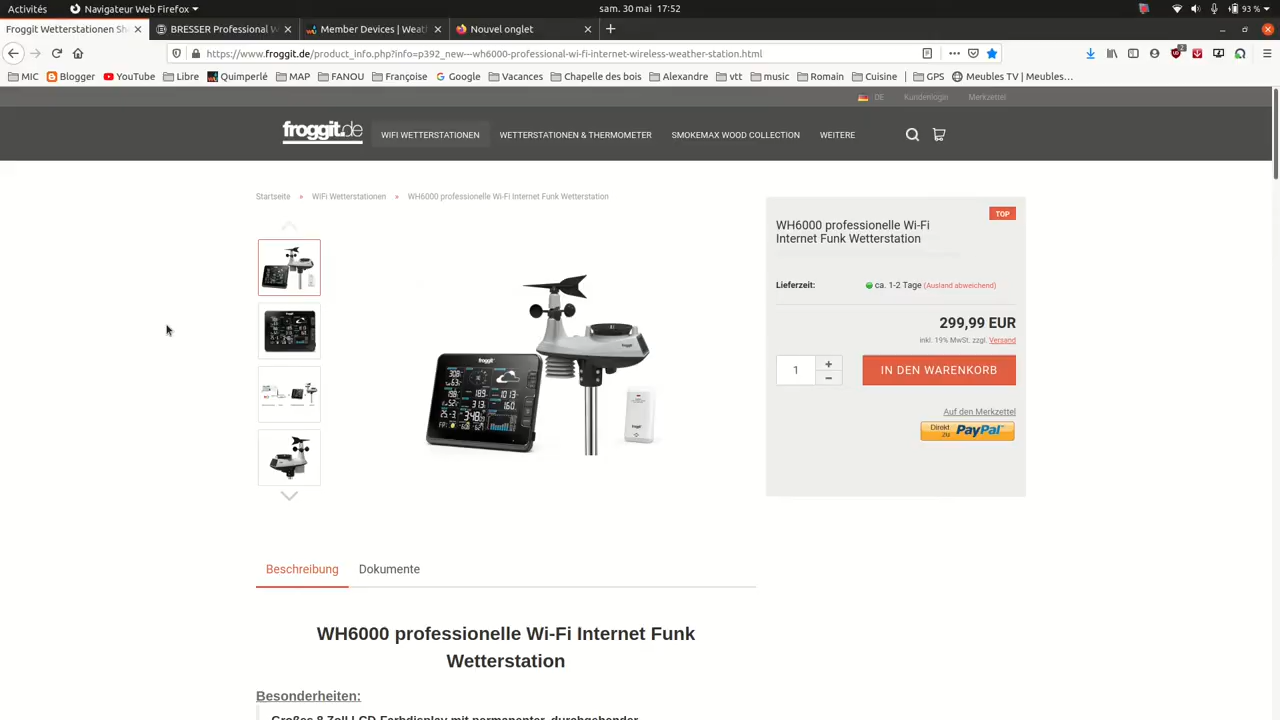 Activités
Navigateur Web Firefox
sam. 30 mai 17:52
93 %
Froggit Wetterstationen Sh
BRESSER Professional W
Member Devices | Weat
Nouvel onglet
https://www.froggit.de/product_info.php?info=p392_new---wh6000-professional-wi-fi-internet-wireless-weather-station.html
MIC Blogger YouTube Libre Quimperlé MAP FANOU Françoise Google Vacances Chapelle des bois Alexandre vtt music Romain Cuisine GPS Meubles TV | Meubles…
DE Kundenlogin Merkzettel
froggit.de
WIFI WETTERSTATIONEN WETTERSTATIONEN & THERMOMETER SMOKEMAX WOOD COLLECTION WEITERE
Startseite » WIFI Wetterstationen » WH6000 professionelle Wi-Fi Internet Funk Wetterstation
TOP
WH6000 professionelle Wi-Fi
Internet Funk Wetterstation
Lieferzeit: ca. 1-2 Tage (Ausland abweichend)
299,99 EUR
inkl. 19% MwSt. zzgl. Versand
1 + −
IN DEN WARENKORB
Auf den Merkzettel
Direkt zu PayPal
froggit
Beschreibung Dokumente
WH6000 professionelle Wi-Fi Internet Funk
Wetterstation
Besonderheiten:
Großes 8 Zoll LCD-Farbdisplay mit permanenter, durchgehender